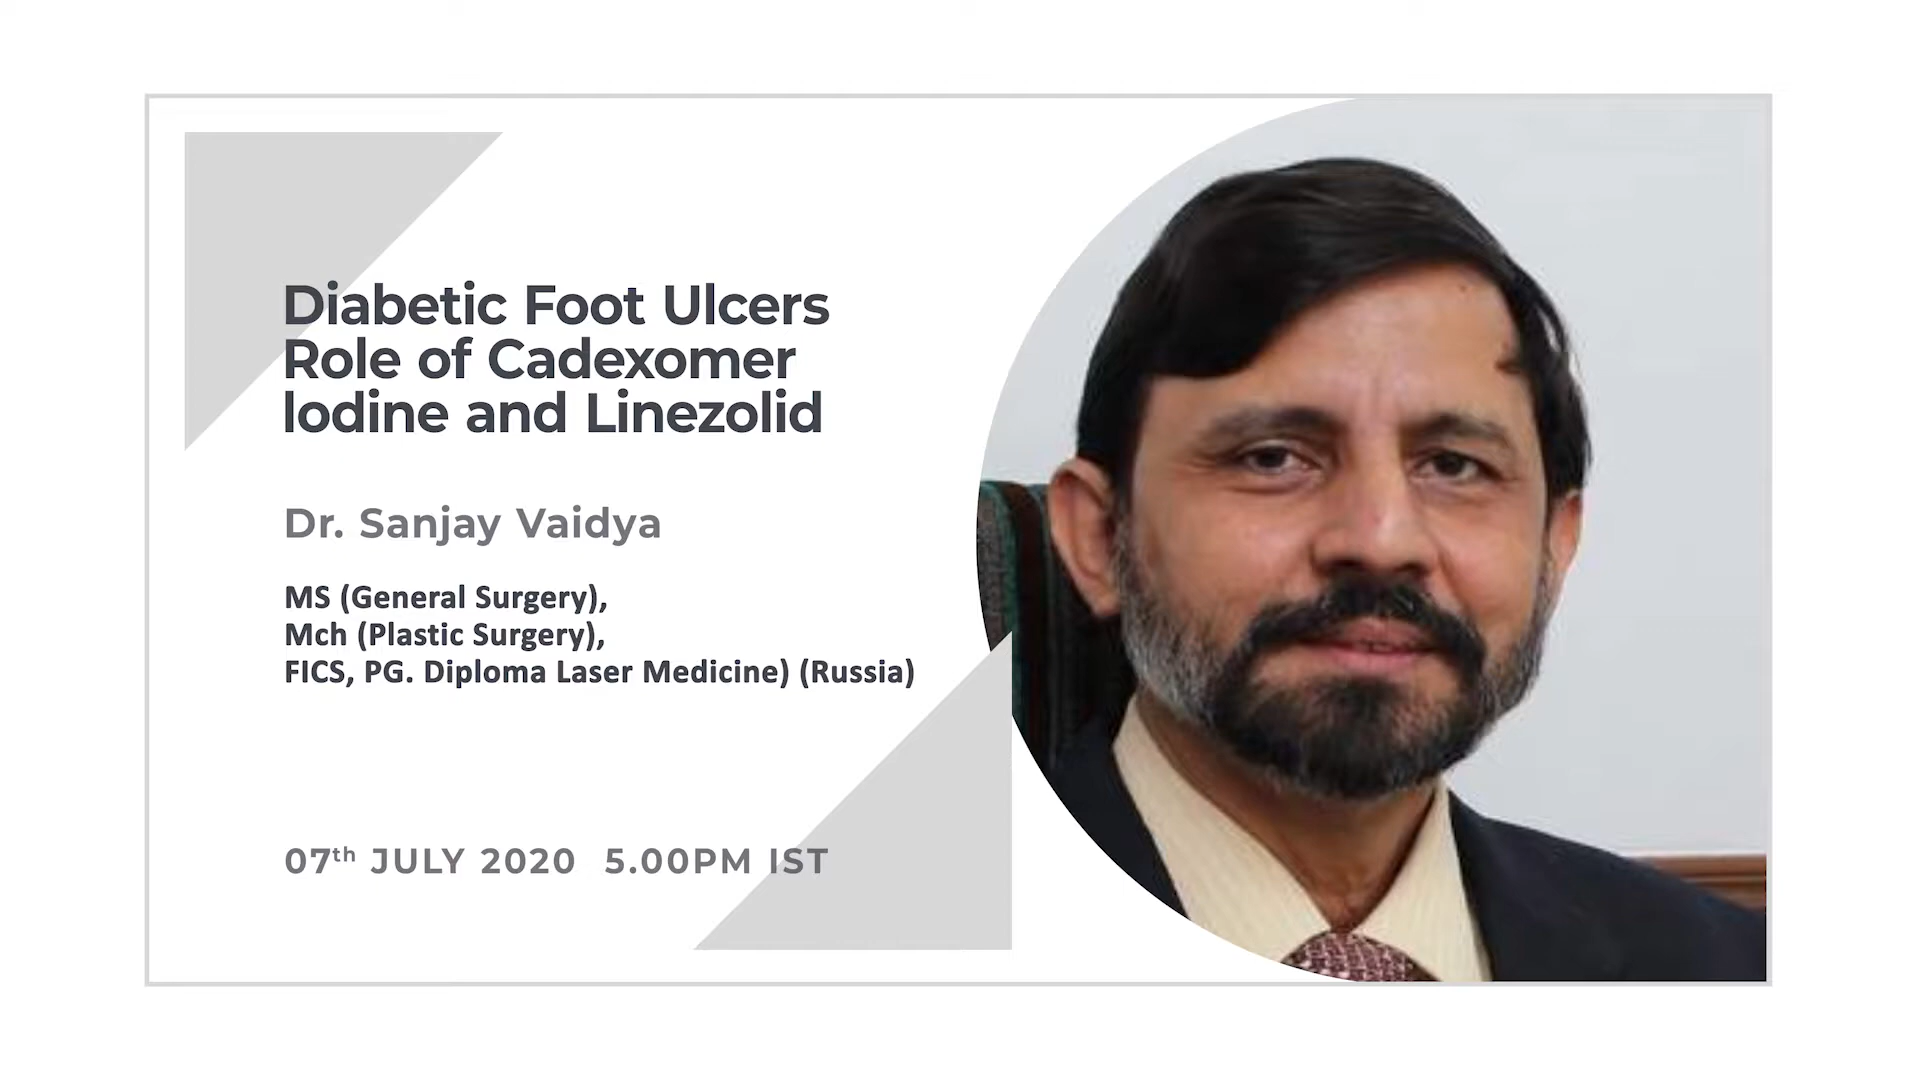 Diabetic Foot Ulcers
Role of Cadexomer
Iodine and Linezolid
Dr. Sanjay Vaidya
MS (General Surgery),
Mch (Plastic Surgery),
FICS, PG. Diploma Laser Medicine) (Russia)
07th JULY 2020 5.00PM IST